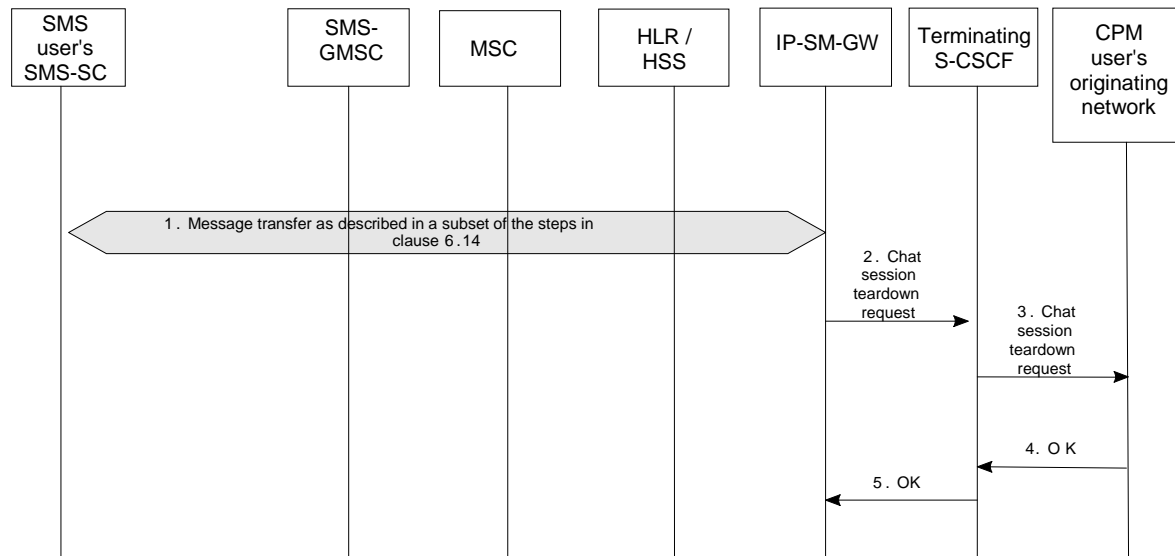 SMS
user's
SMS-SC
SMS-
GMSC
MSC
HLR /
HSS
IP-SM-GW
Terminating
S-CSCF
CPM
user's
originating
network
1. Message transfer as described in a subset of the steps in
clause 6.14
2. Chat
session
teardown
request
3. Chat
session
teardown
request
4. O K
5. OK